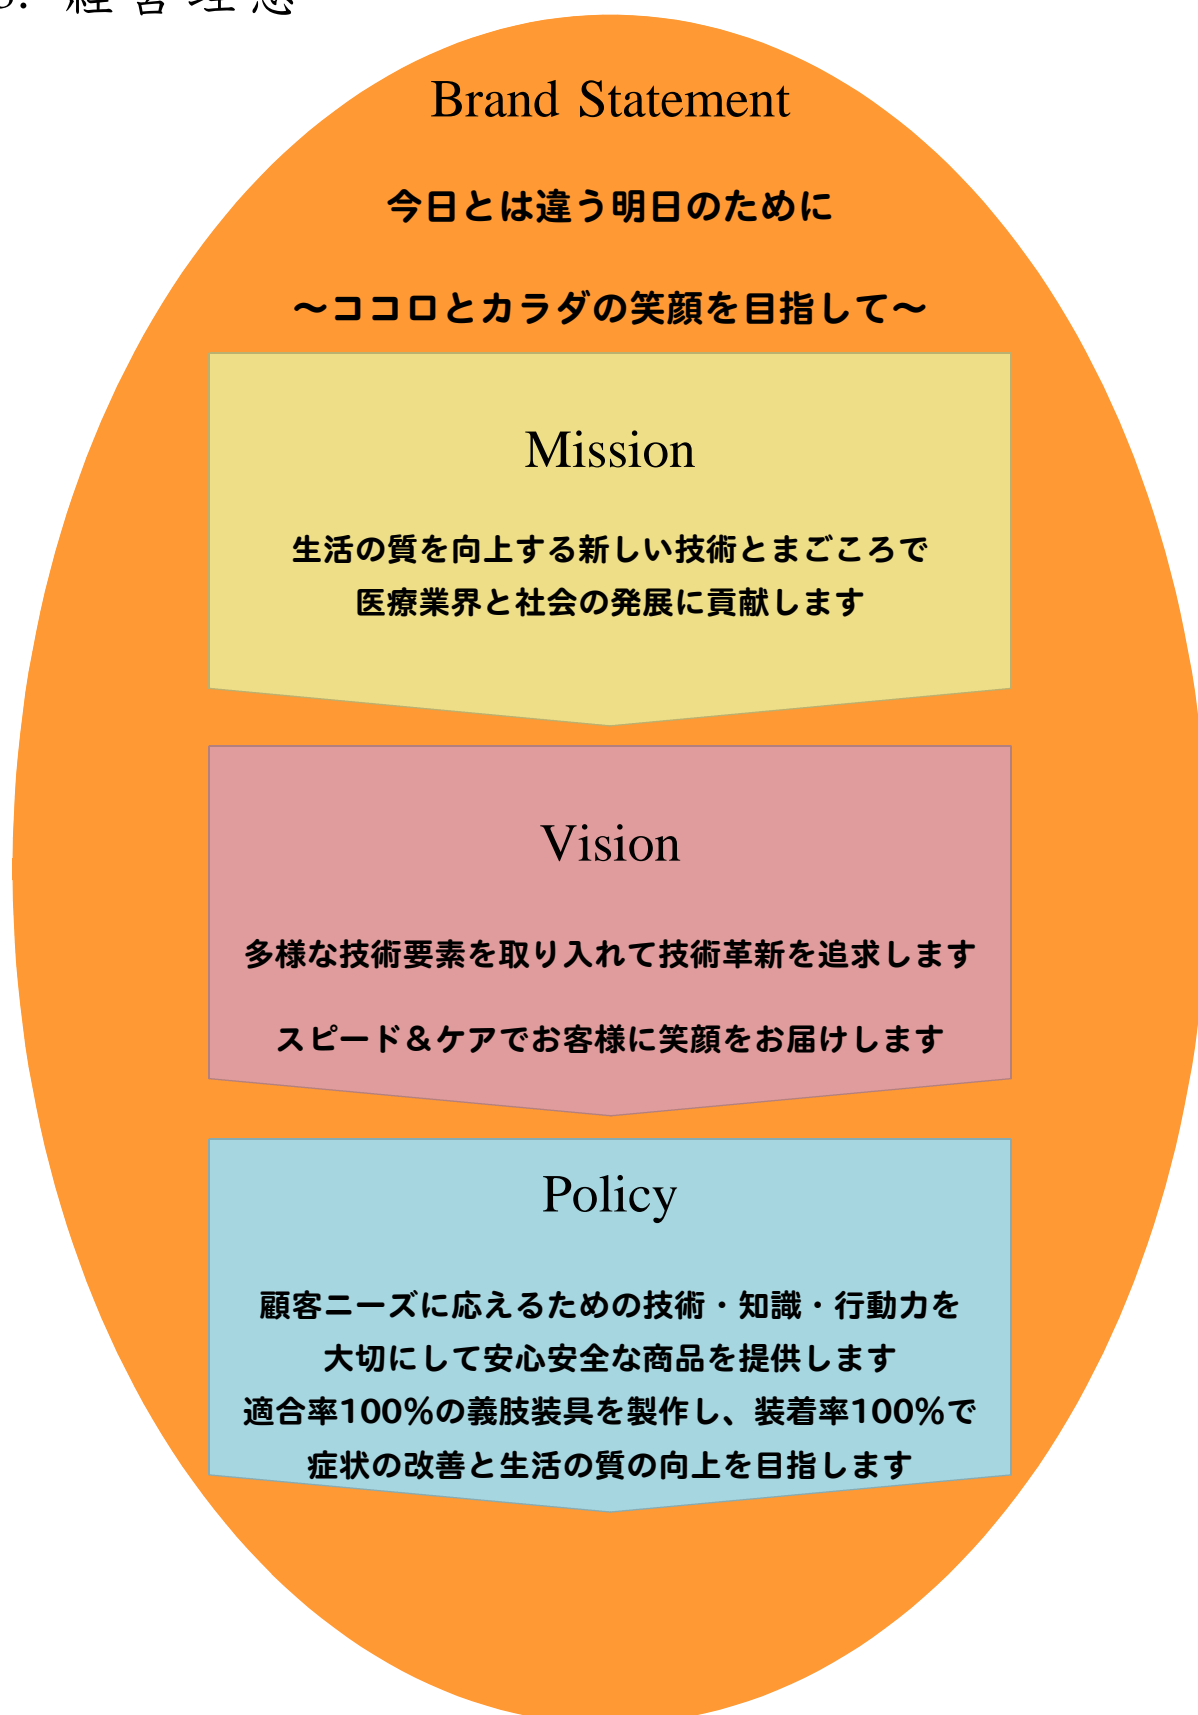 3. 経営理念
Brand Statement
今日とは違う明日のために
～ココロとカラダの笑顔を目指して～
Mission
生活の質を向上する新しい技術とまごころで
医療業界と社会の発展に貢献します
Vision
多様な技術要素を取り入れて技術革新を追求します
スピード＆ケアでお客様に笑顔をお届けします
Policy
顧客ニーズに応えるための技術・知識・行動力を
大切にして安心安全な商品を提供します
適合率100％の義肢装具を製作し、装着率100％で
症状の改善と生活の質の向上を目指します